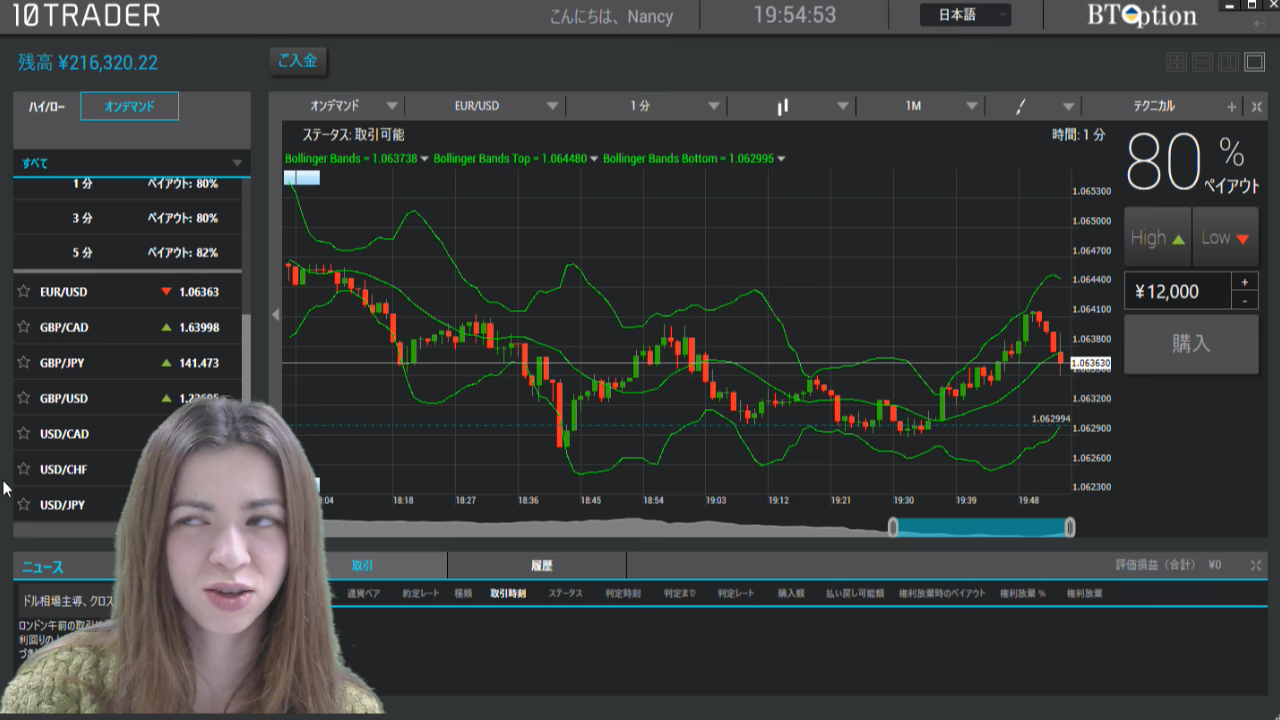 10TRADER
こんにちは、Nancy
19:54:53
日本語
BTOption
残高 ¥216,320.22
ご入金
ハイ/ロー
オンデマンド
すべて
1 分 ペイアウト: 80%
3 分 ペイアウト: 80%
5 分 ペイアウト: 82%
EUR/USD 1.06363
GBP/CAD 1.63998
GBP/JPY 141.473
GBP/USD
USD/CAD
USD/CHF
USD/JPY
オンデマンド EUR/USD 1 分 1M テクニカル +
ステータス: 取引可能
時間: 1 分
Bollinger Bands = 1.063738 Bollinger Bands Top = 1.064480 Bollinger Bands Bottom = 1.062995
1.065300
1.065000
1.064700
1.064400
1.064100
1.063800
1.063630
1.063200
1.062994
1.062900
1.062600
1.062300
:04 18:18 18:27 18:36 18:45 18:54 19:03 19:12 19:21 19:30 19:39 19:48
80 %
ペイアウト
High Low
¥12,000
+
-
購入
ニュース
取引
履歴
評価損益（合計） ¥0
ドル相場主導、クロス
通貨ペア 約定レート 種類 取引時刻 ステータス 判定時刻 判定まで 判定レート 購入額 払い戻し可能額 権利放棄時のペイアウト 権利放棄 % 権利放棄
ロンドン午前の取引
利回りの